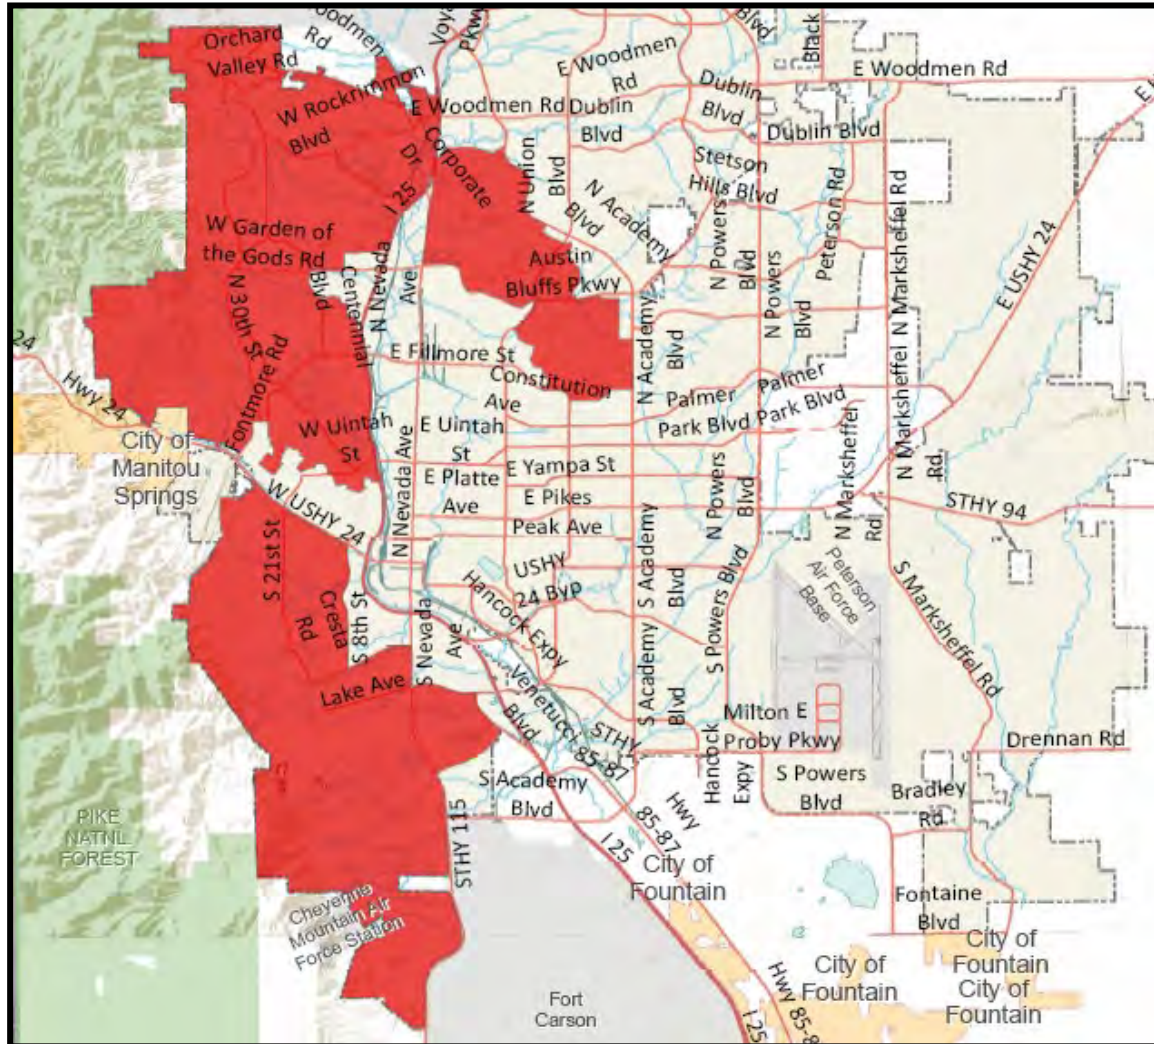 Orchard
Valley Rd
Woodmen
Rd
Voya
Pkwy
Blvd
Black
E Woodmen
Rd
E Woodmen Rd
W Rockrimmon
Blvd
E Woodmen Rd
Dublin
Blvd
Dublin
Blvd
Dublin Blvd
Corporate
Dr
I 25
N Union
Blvd
Stetson
Hills Blvd
N Academy
Blvd
N Powers
Blvd
Peterson Rd
N Marksheffel Rd
E USHY 24
W Garden of
the Gods Rd
Centennial
Blvd
N Nevada
Ave
Austin
Bluffs Pkwy
N Powers
Blvd
N 30th St
Fontmore Rd
E Fillmore St
Constitution
Ave
N Academy
Blvd
Palmer
Park Blvd
Palmer
Park Blvd
N Marksheffel
Rd
24
Hwy 24
City of
Manitou
Springs
W Uintah
St
E Uintah
St
N Nevada Ave
E Platte
Ave
E Yampa St
E Pikes
Peak Ave
N Powers
Blvd
N Marksheffel
Rd
STHY 94
W USHY 24
S 21st St
Cresta
Rd
S 8th St
USHY
24 Byp
Hancock Expy
S Academy
Blvd
S Powers Blvd
Peterson
Air Force
Base
S Marksheffel Rd
S Nevada
Ave
Lake Ave
Venetucci
Blvd
STHY
85-87
S Academy
Blvd
Hancock
Expy
Milton E
Proby Pkwy
Drennan Rd
S Academy
Blvd
S Powers
Blvd
Bradley
Rd
PIKE
NATNL
FOREST
STHY 115
I 25
Hwy
85-87
City of
Fountain
Fontaine
Blvd
Cheyenne
Mountain Air
Force Station
City of
Fountain
City of
Fountain
City of
Fountain
Fort
Carson
I 25
Hwy 85-8